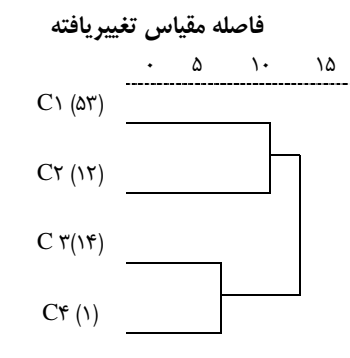 فاصله مقیاس تغییریافته
۰ ۵ ۱۰ ۱۵
C۱ (۵۳)
C۲ (۱۲)
C ۳(۱۴)
C۴ (۱)